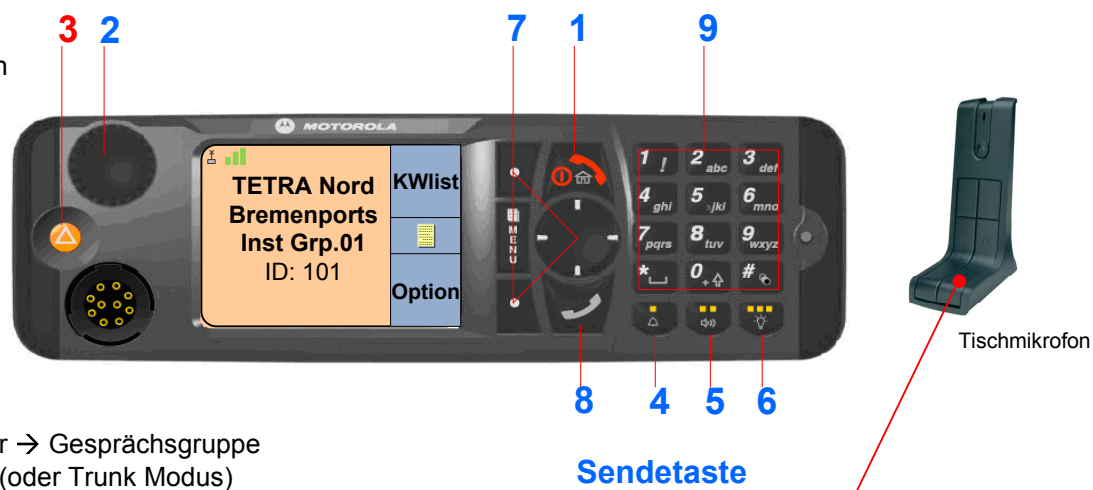 3 2 7 1 9
n
MOTOROLA
TETRA Nord
Bremenports
Inst Grp.01
ID: 101
KWlist
Option
MENU
1 !
2 abc
3 def
4 ghi
5 jkl
6 mno
7 pqrs
8 tuv
9 wxyz
*
0 +
#
Tischmikrofon
8 4 5 6
r → Gesprächsgruppe
(oder Trunk Modus)
Sendetaste